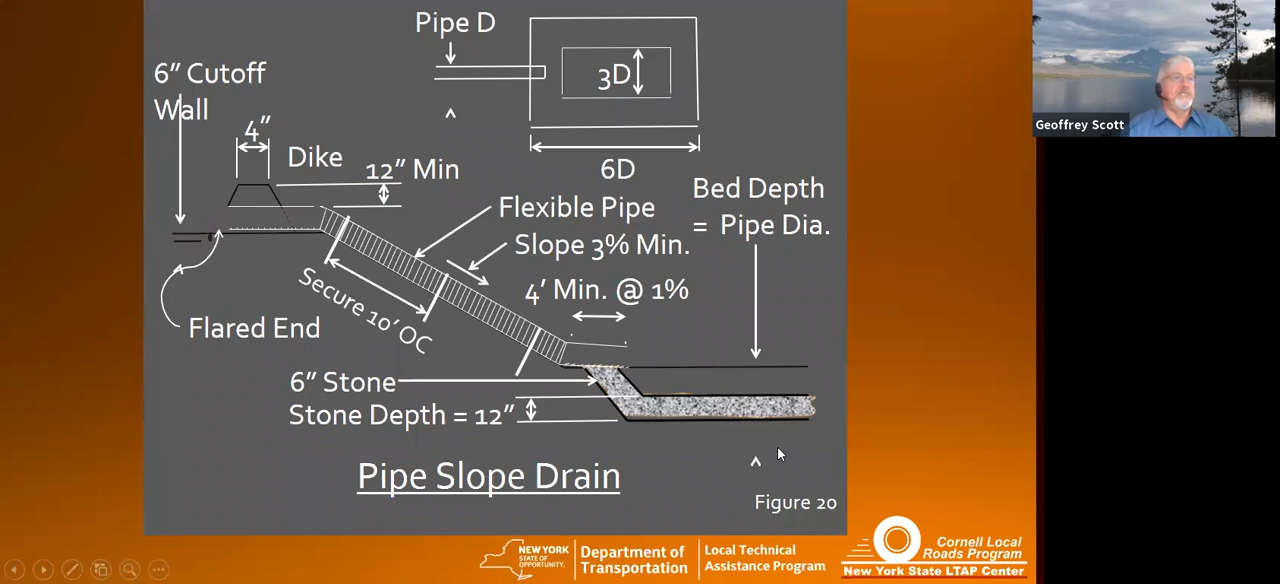 Pipe D
6” Cutoff
Wall
3D
4”
Dike
12” Min
6D
Bed Depth
= Pipe Dia.
Flexible Pipe
Slope 3% Min.
4’ Min. @ 1%
Secure 10’ OC
Flared End
6” Stone
Stone Depth = 12”
Pipe Slope Drain
Figure 20
Geoffrey Scott
NEW YORK
STATE OF
OPPORTUNITY.
Department of
Transportation
Local Technical
Assistance Program
Cornell Local
Roads Program
New York State LTAP Center